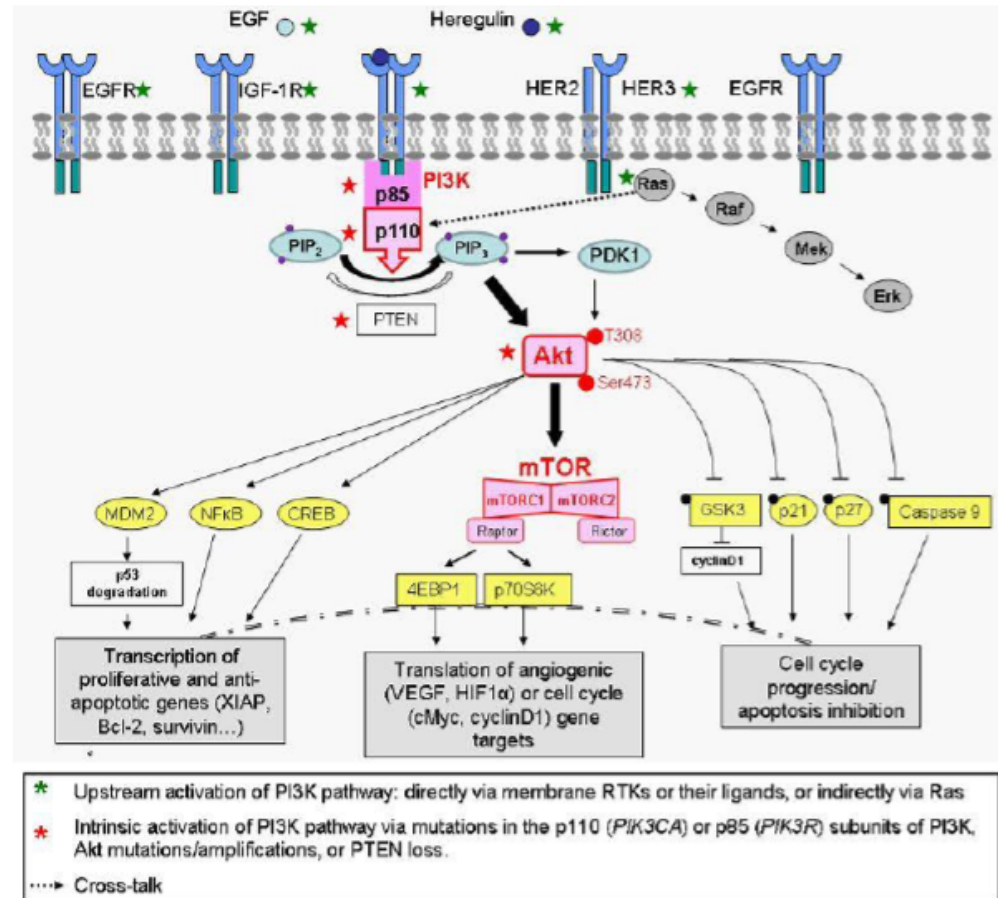 EGF
Heregulin
EGFR
IGF-1R
HER2
HER3
EGFR
PI3K
p85
p110
Ras
Raf
Mek
Erk
PIP2
PIP3
PDK1
PTEN
Akt
T308
Ser473
mTOR
mTORC1
mTORC2
Raptor
Rictor
MDM2
NFκB
CREB
GSK3
p21
p27
Caspase 9
p53
degradation
cyclinD1
4EBP1
p70S6K
Transcription of
proliferative and anti-
apoptotic genes (XIAP,
Bcl-2, survivin...)
Translation of angiogenic
(VEGF, HIF1α) or cell cycle
(cMyc, cyclinD1) gene
targets
Cell cycle
progression/
apoptosis inhibition
* Upstream activation of PI3K pathway: directly via membrane RTKs or their ligands, or indirectly via Ras
* Intrinsic activation of PI3K pathway via mutations in the p110 (PIK3CA) or p85 (PIK3R) subunits of PI3K,
Akt mutations/amplifications, or PTEN loss.
Cross-talk